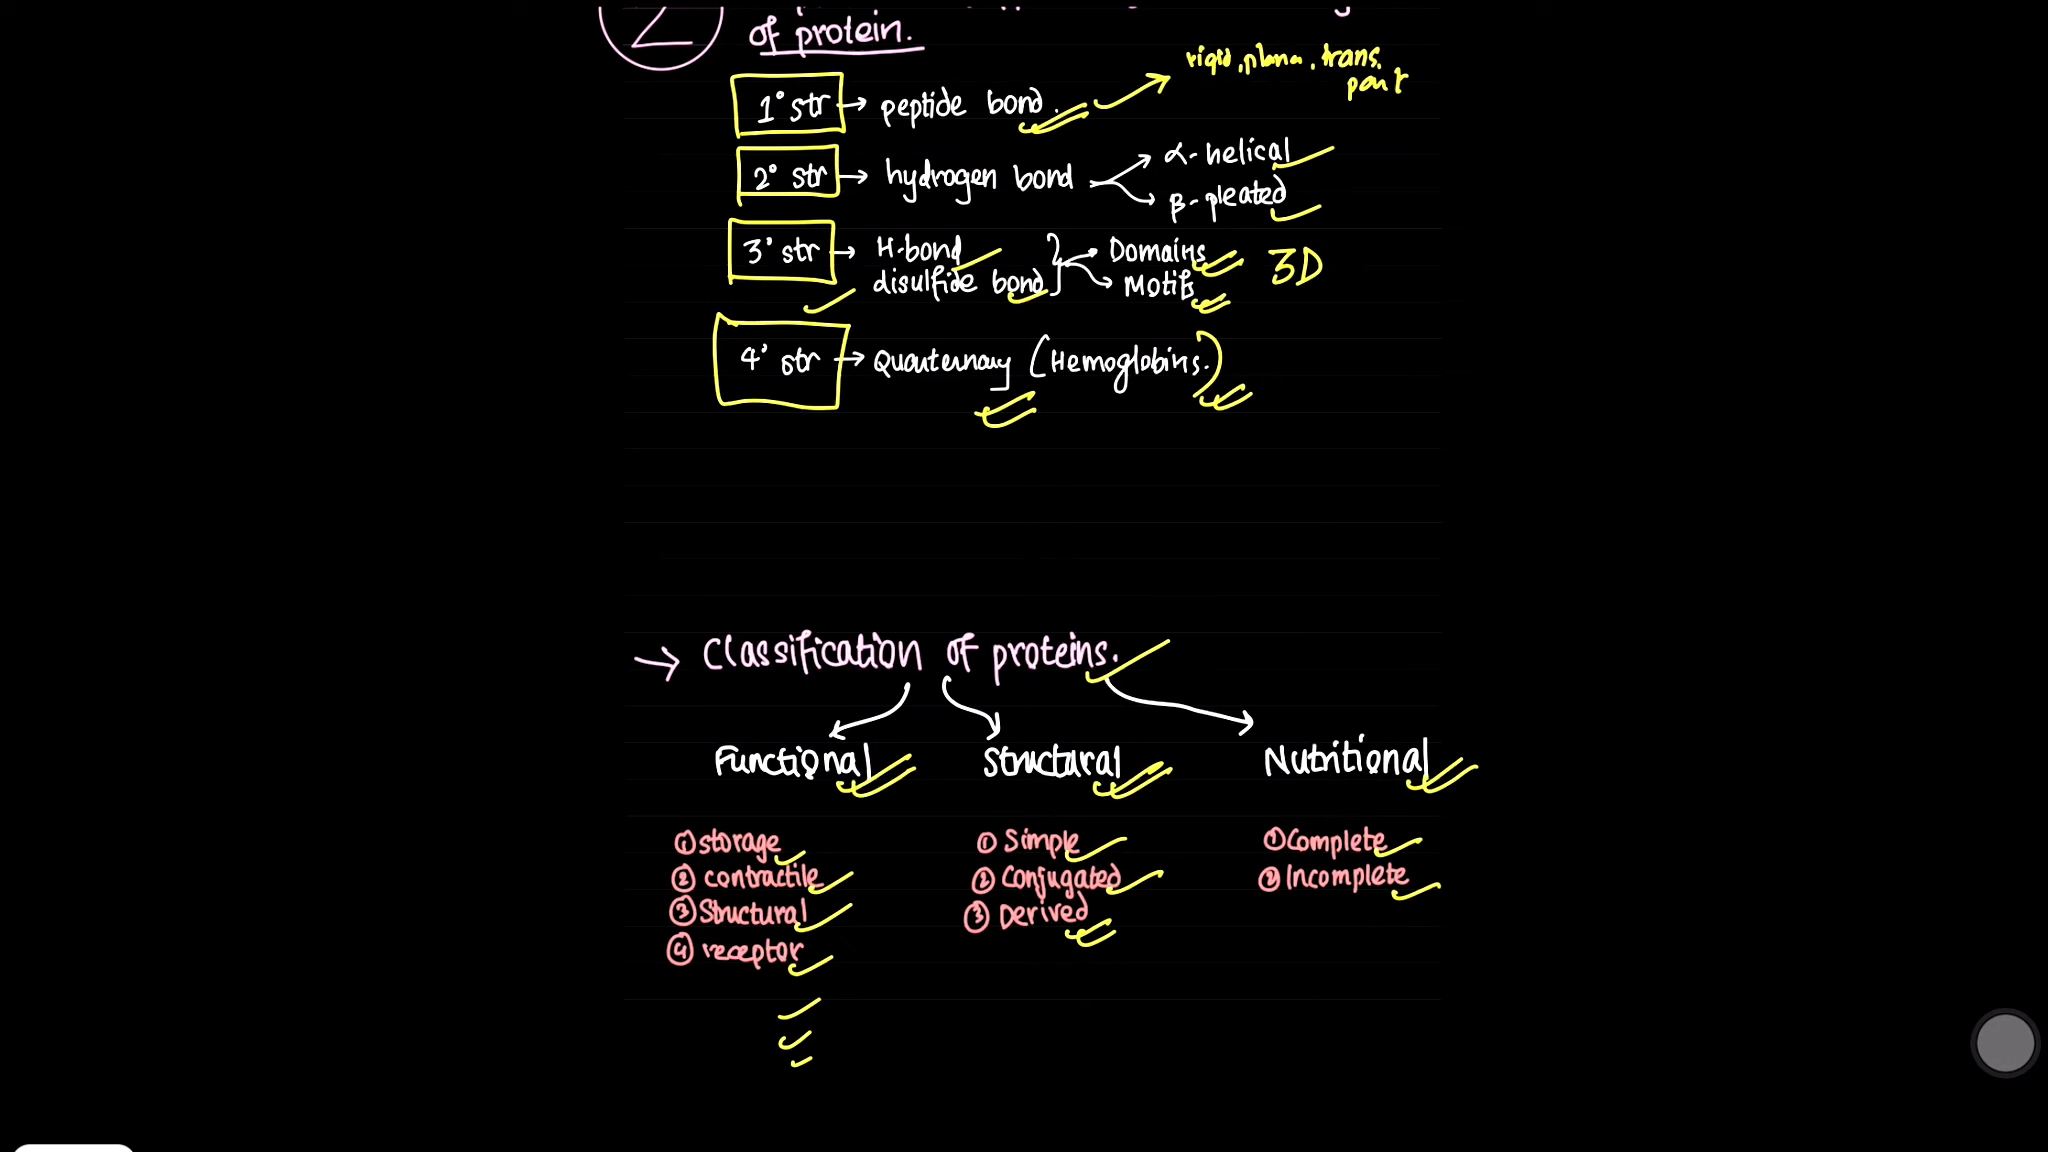 2
of protein.
rigid, planar, trans.
part
1° str → peptide bond.
2° str → hydrogen bond
α-helical
β-pleated
3° str → H-bond
disulfide bond
Domains
Motifs
3D
4° str → Quaternary (Hemoglobins.)
→ Classification of proteins.
Functional Structural Nutritional
① storage ① Simple ① Complete
② contractile ② Conjugated ② Incomplete
③ Structural ③ Derived
④ receptor